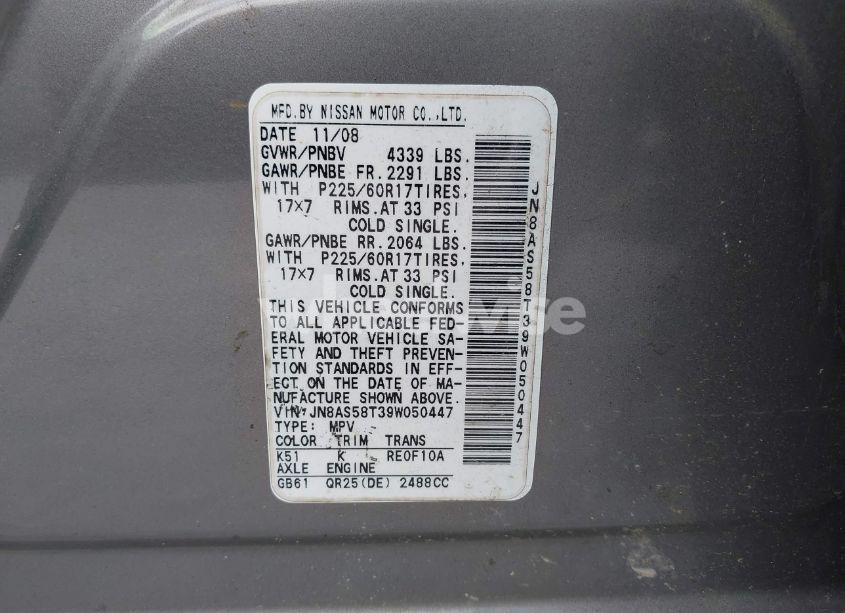 MFD.BY NISSAN MOTOR CO.,LTD.
DATE 11/08
GVWR/PNBV 4339 LBS.
GAWR/PNBE FR.2291 LBS.
WITH P225/60R17TIRES,
17×7 RIMS.AT 33 PSI
COLD SINGLE.
GAWR/PNBE RR.2064 LBS.
WITH P225/60R17TIRES.
17×7 RIMS.AT 33 PSI
COLD SINGLE.
THIS VEHICLE CONFORMS
TO ALL APPLICABLE FED-
ERAL MOTOR VEHICLE SA-
FETY AND THEFT PREVEN-
TION STANDARDS IN EFF-
ECT ON THE DATE OF MA-
NUFACTURE SHOWN ABOVE.
VIN:JN8AS58T39W050447
TYPE: MPV
COLOR TRIM TRANS
K51 K RE0F10A
AXLE ENGINE
GB61 QR25(DE) 2488CC
JN8AS58T39W050447